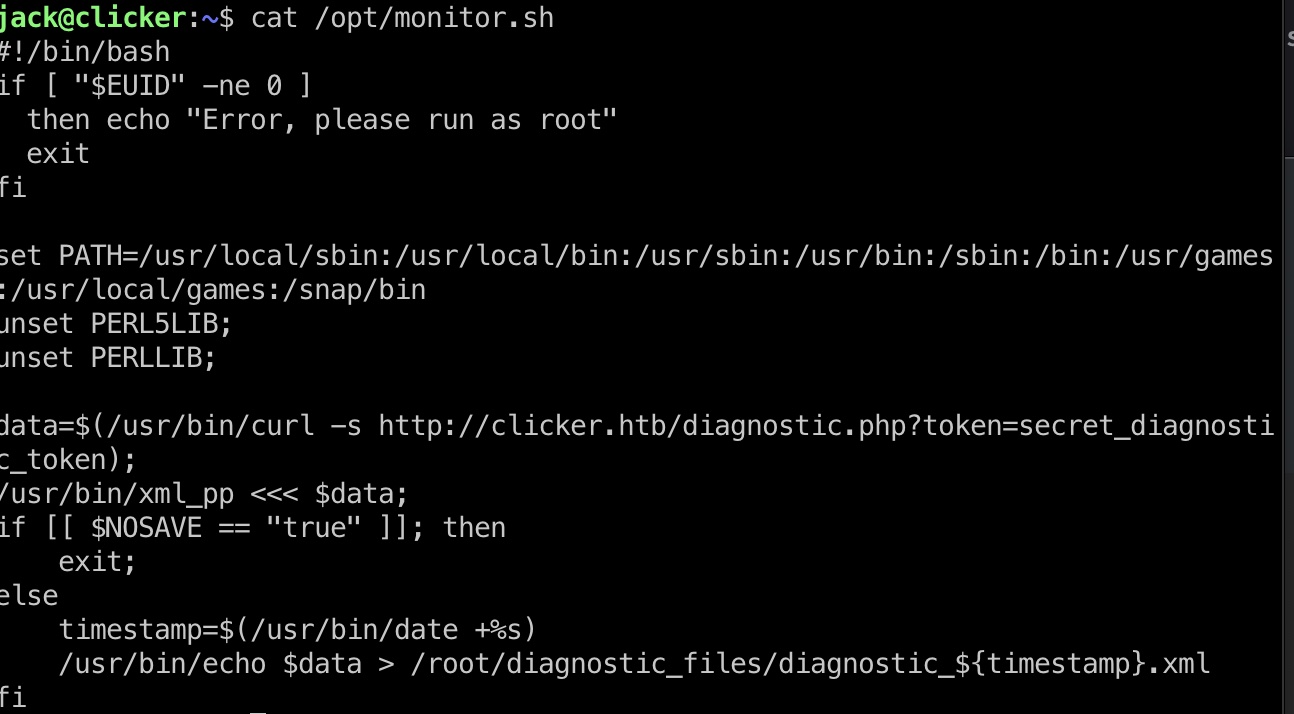 jack@clicker:~$ cat /opt/monitor.sh
#!/bin/bash
if [ "$EUID" -ne 0 ]
  then echo "Error, please run as root"
  exit
fi

set PATH=/usr/local/sbin:/usr/local/bin:/usr/sbin:/usr/bin:/sbin:/bin:/usr/games
:/usr/local/games:/snap/bin
unset PERL5LIB;
unset PERLLIB;

data=$(/usr/bin/curl -s http://clicker.htb/diagnostic.php?token=secret_diagnosti
c_token);
/usr/bin/xml_pp <<< $data;
if [[ $NOSAVE == "true" ]]; then
    exit;
else
    timestamp=$(/usr/bin/date +%s)
    /usr/bin/echo $data > /root/diagnostic_files/diagnostic_${timestamp}.xml
fi